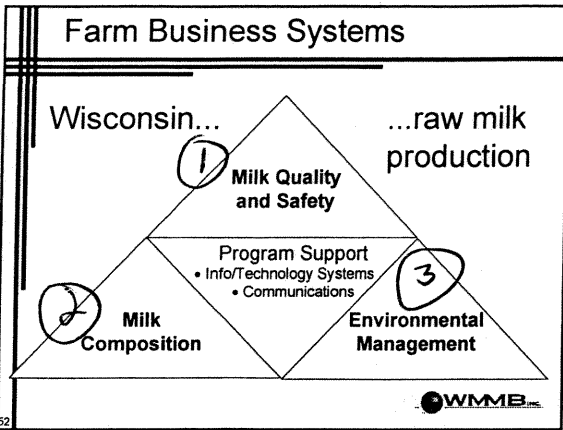 Farm Business Systems
Wisconsin...
...raw milk
production
1
Milk Quality
and Safety
Program Support
• Info/Technology Systems
• Communications
2
Milk
Composition
3
Environmental
Management
WMMB INC.
52